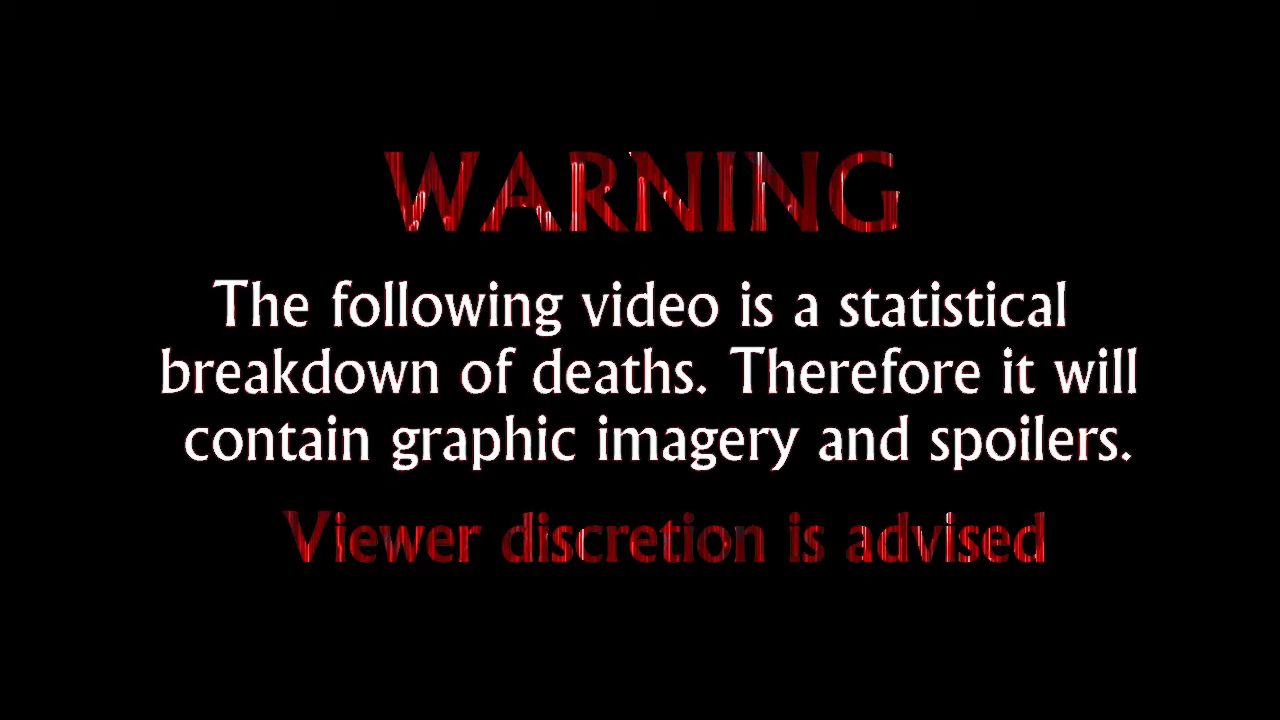 WARNING
The following video is a statistical
breakdown of deaths. Therefore it will
contain graphic imagery and spoilers.
Viewer discretion is advised